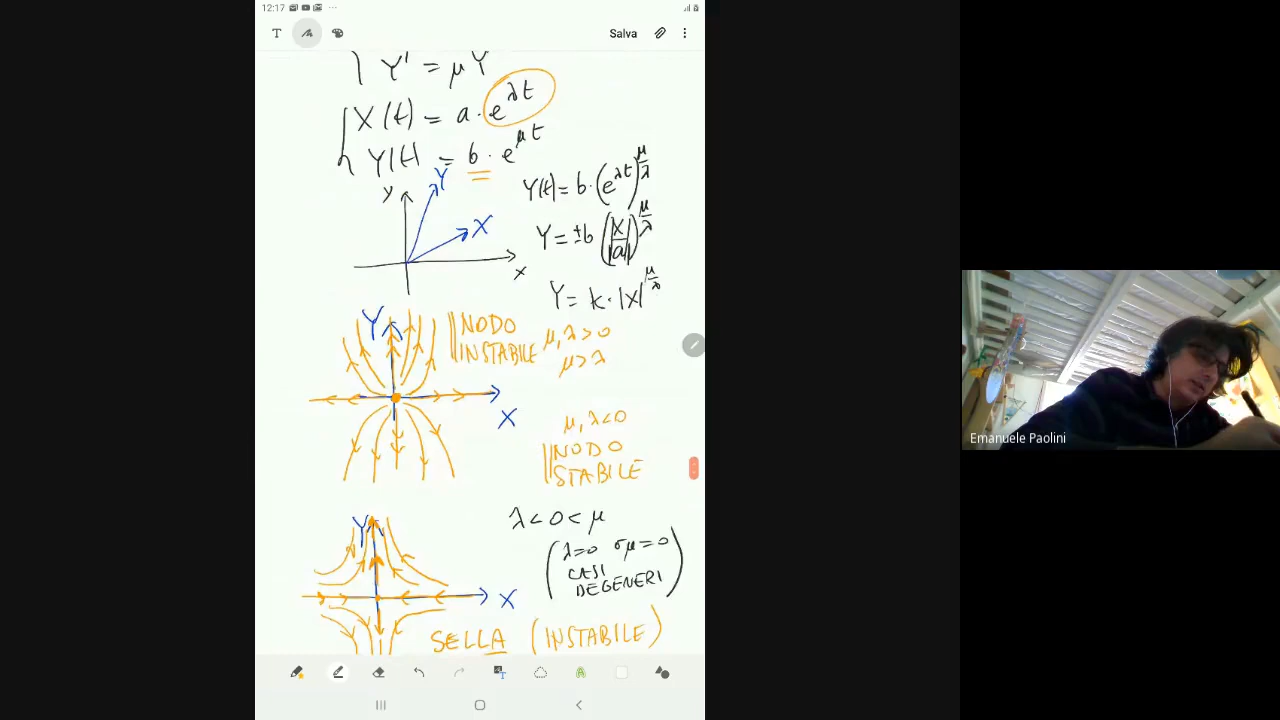 12:17
T
Salva
Y' = μY
X(t) = a · e^λt
Y(t) = b · e^μt
Y(t) = b · (e^λt)^μ/λ
Y = ±b (|X|/|a|)^μ/λ
Y = k · |X|^μ/λ
y
Y
X
x
Y
X
NODO
INSTABILE
μ, λ > 0
μ > λ
μ, λ < 0
NODO
STABILE
Y
X
λ < 0 < μ
(λ=0 o μ=0
CASI
DEGENERI)
SELLA (INSTABILE)
A
Emanuele Paolini